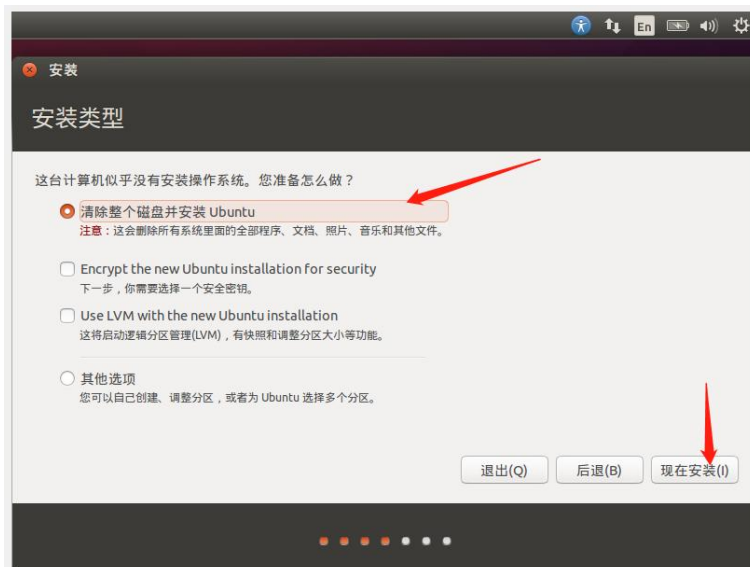 En
安装
安装类型
这台计算机似乎没有安装操作系统。您准备怎么做？
清除整个磁盘并安装 Ubuntu
注意：这会删除所有系统里面的全部程序、文档、照片、音乐和其他文件。
Encrypt the new Ubuntu installation for security
下一步，你需要选择一个安全密钥。
Use LVM with the new Ubuntu installation
这将启动逻辑分区管理(LVM)，有快照和调整分区大小等功能。
其他选项
您可以自己创建、调整分区，或者为 Ubuntu 选择多个分区。
退出(Q) 后退(B) 现在安装(I)